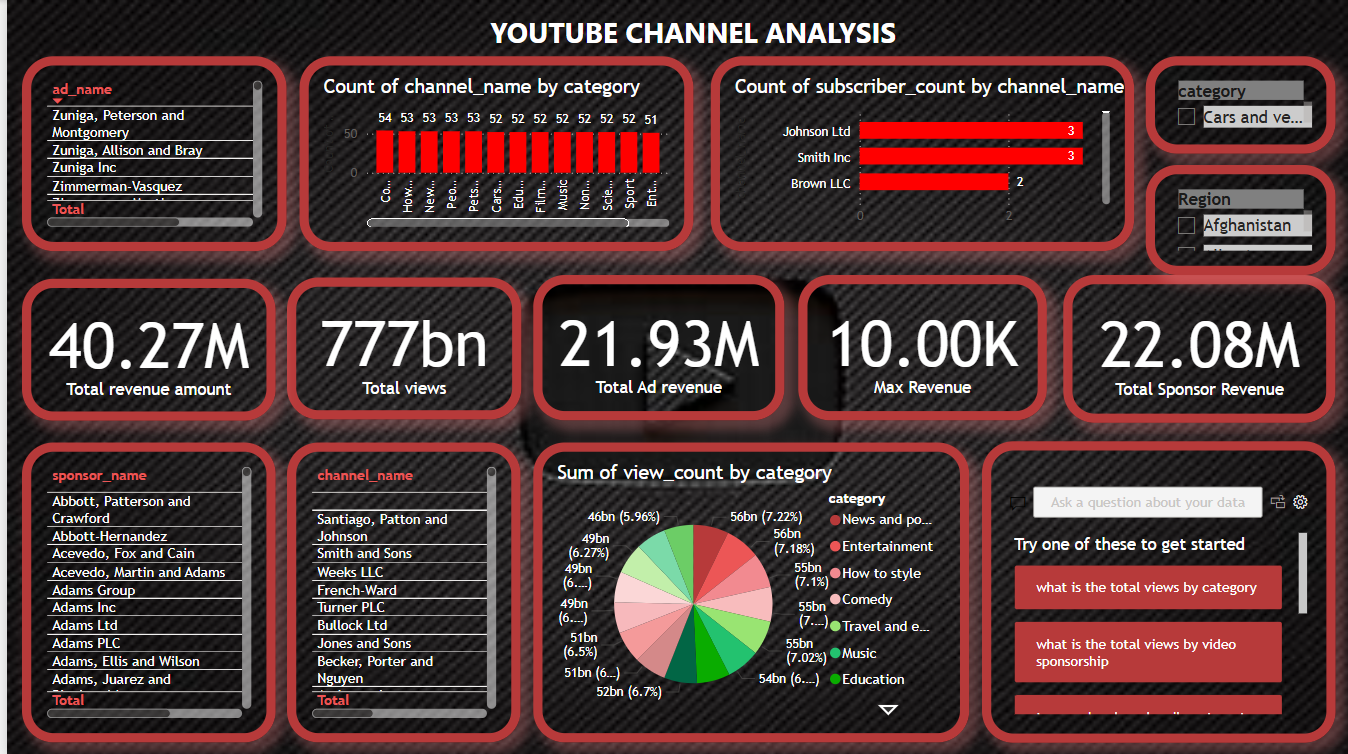 YOUTUBE CHANNEL ANALYSIS
ad_name
Zuniga, Peterson and
Montgomery
Zuniga, Allison and Bray
Zuniga Inc
Zimmerman-Vasquez
Total
Count of channel_name by category
50
0
54 53 53 53 53 52 52 52 52 52 52 52 51
Co...
How...
New...
Peo...
Pets...
Cars...
Edu...
Film...
Music
Non...
Scie...
Sport
Ent...
Count of subscriber_count by channel_name
Johnson Ltd 3
Smith Inc 3
Brown LLC 2
0 2
category
Cars and ve...
Region
Afghanistan
40.27M
Total revenue amount
777bn
Total views
21.93M
Total Ad revenue
10.00K
Max Revenue
22.08M
Total Sponsor Revenue
sponsor_name
Abbott, Patterson and
Crawford
Abbott-Hernandez
Acevedo, Fox and Cain
Acevedo, Martin and Adams
Adams Group
Adams Inc
Adams Ltd
Adams PLC
Adams, Ellis and Wilson
Adams, Juarez and
Total
channel_name
Santiago, Patton and
Johnson
Smith and Sons
Weeks LLC
French-Ward
Turner PLC
Bullock Ltd
Jones and Sons
Becker, Porter and
Nguyen
Total
Sum of view_count by category
56bn (7.22%)
56bn
(7.18%)
55bn
(7.1%)
55bn
(7....)
55bn
(7.02%)
54bn (6....)
52bn (6.7%)
51bn (6...)
51bn
(6.5%)
49bn
(6....)
49bn
(6....)
49bn
(6.27%)
46bn (5.96%)
category
News and po...
Entertainment
How to style
Comedy
Travel and e...
Music
Education
Ask a question about your data
Try one of these to get started
what is the total views by category
what is the total views by video
sponsorship